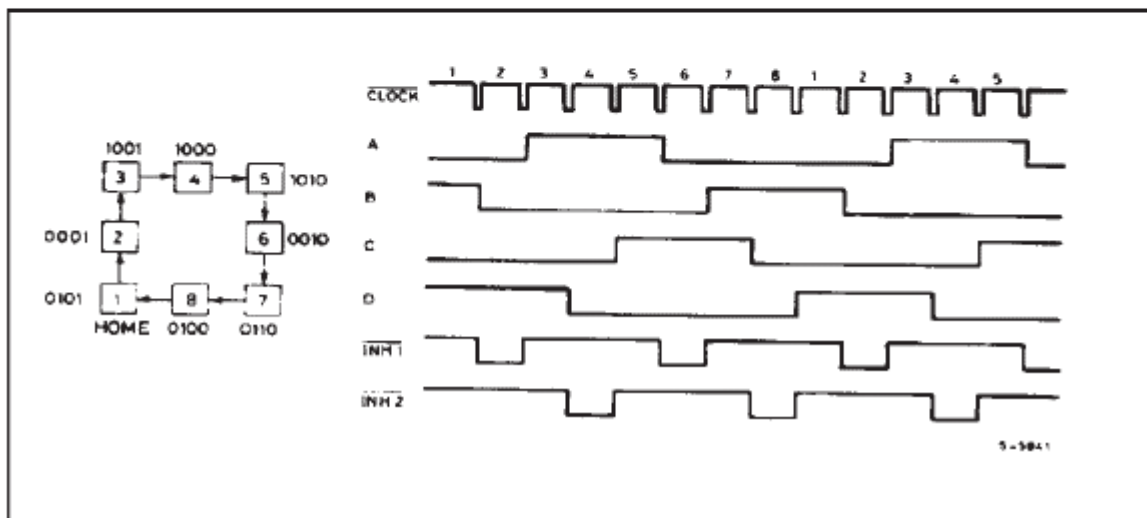 1001 1000
3 4 5 1010
0001 2 6 0010
0101 1 8 7
HOME 0100 0110
1 2 3 4 5 6 7 8 1 2 3 4 5
CLOCK
A
B
C
D
INH 1
INH 2
S-5841